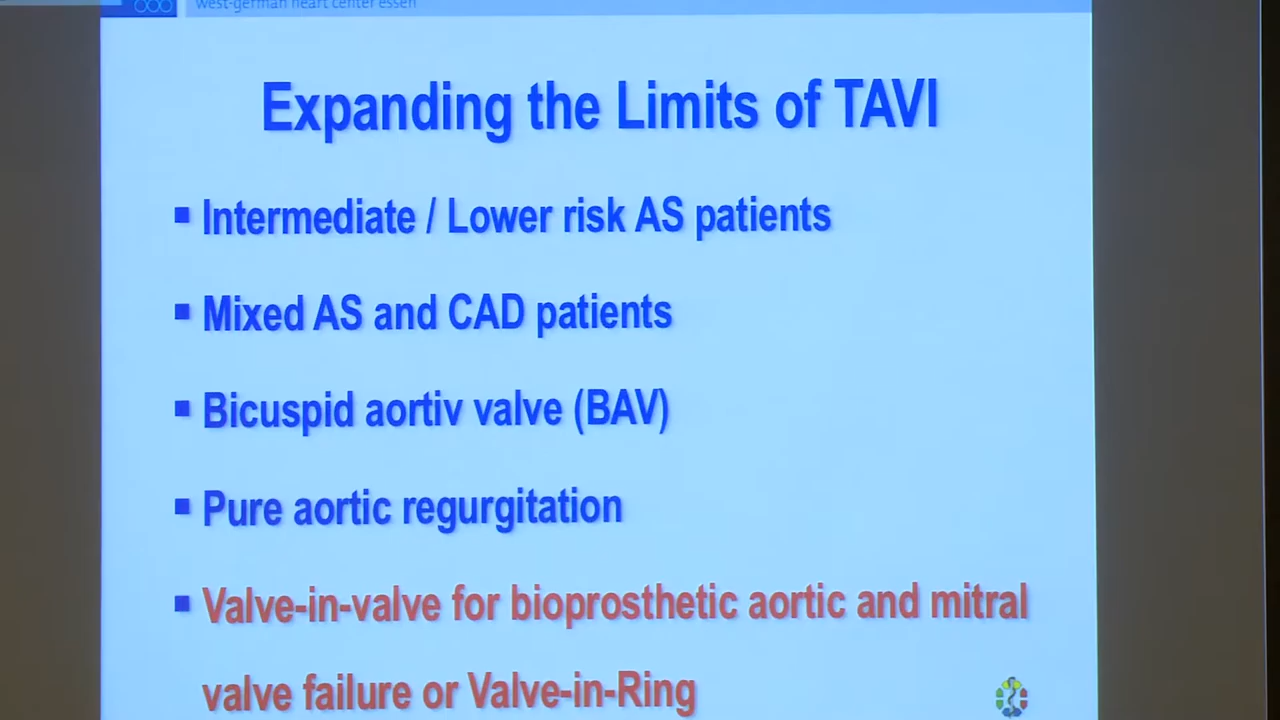 west-german heart center essen
Expanding the Limits of TAVI
▪ Intermediate / Lower risk AS patients
▪ Mixed AS and CAD patients
▪ Bicuspid aortiv valve (BAV)
▪ Pure aortic regurgitation
▪ Valve-in-valve for bioprosthetic aortic and mitral
valve failure or Valve-in-Ring